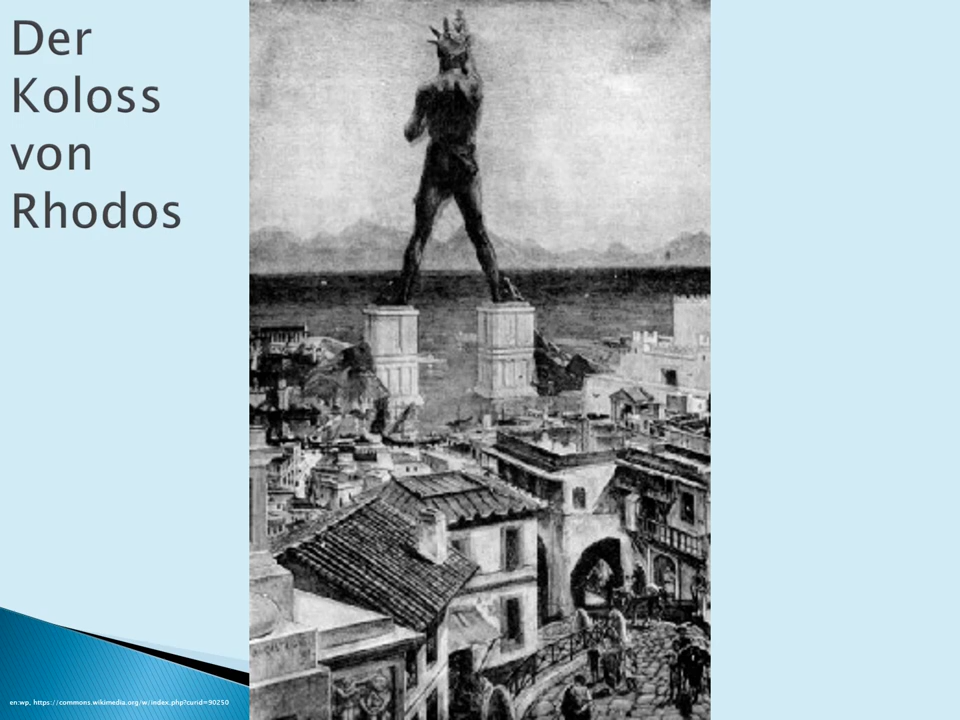 Der
Koloss
von
Rhodos
en:wp, https://commons.wikimedia.org/w/index.php?curid=90250